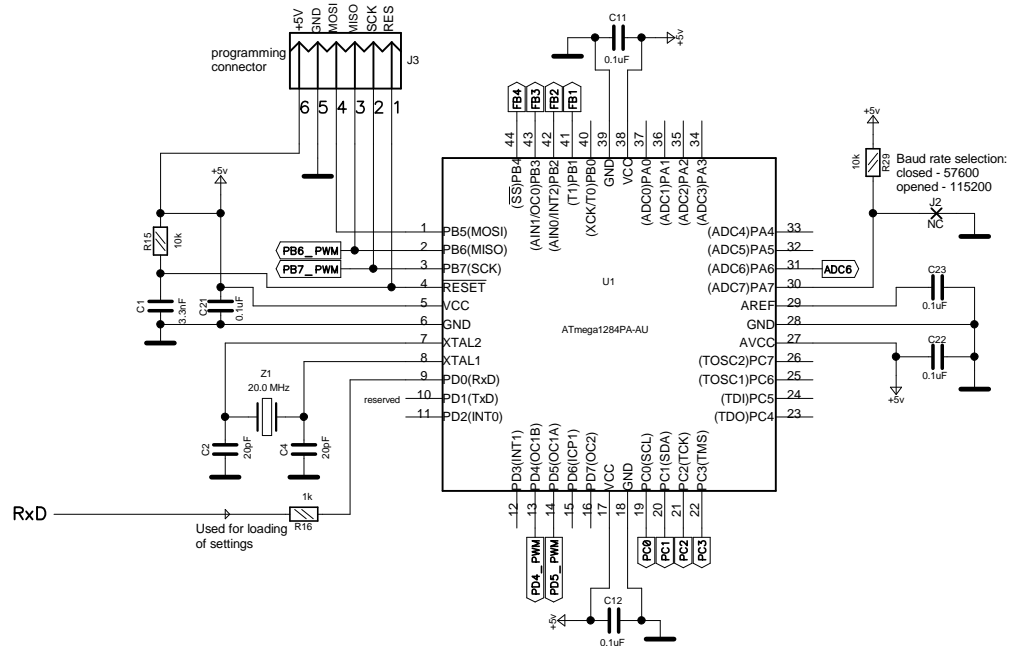 +5V
GND
MOSI
MISO
SCK
RES
programming
connector
J3
6
5
4
3
2
1
C11
0.1uF
+5v
FB4
FB3
FB2
FB1
44
43
42
41
40
39
38
37
36
35
34
(SS)PB4
(AIN1/OC0)PB3
(AIN0/INT2)PB2
(T1)PB1
(XCK/T0)PB0
GND
VCC
(ADC0)PA0
(ADC1)PA1
(ADC2)PA2
(ADC3)PA3
+5v
10k
R29
Baud rate selection:
closed - 57600
opened - 115200
J2
NC
+5v
R15
10k
C1
3.3nF
C21
0.1uF
PB6_PWM
PB7_PWM
1
2
3
4
5
6
7
8
9
10
11
PB5(MOSI)
PB6(MISO)
PB7(SCK)
RESET
VCC
GND
XTAL2
XTAL1
PD0(RxD)
PD1(TxD)
PD2(INT0)
reserved
U1
ATmega1284PA-AU
(ADC4)PA4
(ADC5)PA5
(ADC6)PA6
(ADC7)PA7
AREF
GND
AVCC
(TOSC2)PC7
(TOSC1)PC6
(TDI)PC5
(TDO)PC4
33
32
31
30
29
28
27
26
25
24
23
ADC6
C23
0.1uF
C22
0.1uF
+5v
Z1
20.0 MHz
C2
20pF
C4
20pF
PD3(INT1)
PD4(OC1B)
PD5(OC1A)
PD6(ICP1)
PD7(OC2)
VCC
GND
PC0(SCL)
PC1(SDA)
PC2(TCK)
PC3(TMS)
12
13
14
15
16
17
18
19
20
21
22
RxD
Used for loading
of settings
1k
R16
PD4_PWM
PD5_PWM
PC0
PC1
PC2
PC3
+5v
C12
0.1uF